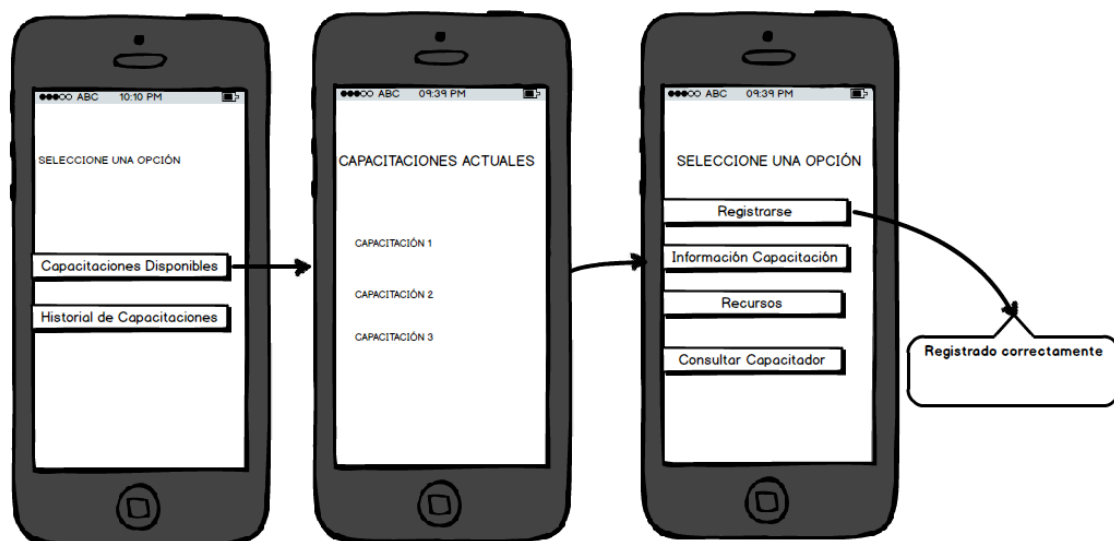 ABC 10:10 PM
SELECCIONE UNA OPCIÓN
Capacitaciones Disponibles
Historial de Capacitaciones
ABC 09:39 PM
CAPACITACIONES ACTUALES
CAPACITACIÓN 1
CAPACITACIÓN 2
CAPACITACIÓN 3
ABC 09:39 PM
SELECCIONE UNA OPCIÓN
Registrarse
Información Capacitación
Recursos
Consultar Capacitador
Registrado correctamente